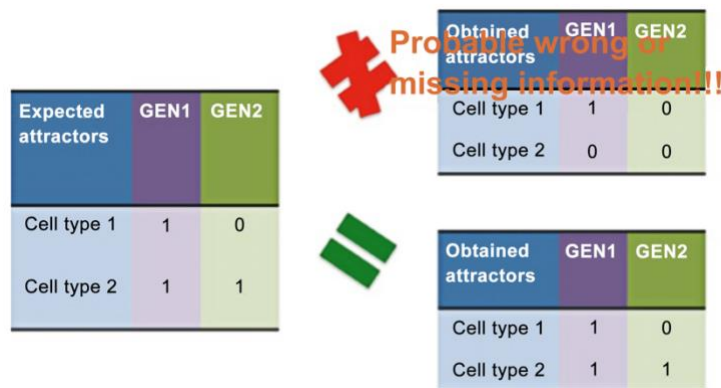 Expected attractors GEN1 GEN2
Cell type 1 1 0
Cell type 2 1 1
Probable wrong or
missing information!!!
Obtained attractors GEN1 GEN2
Cell type 1 1 0
Cell type 2 0 0
Obtained attractors GEN1 GEN2
Cell type 1 1 0
Cell type 2 1 1